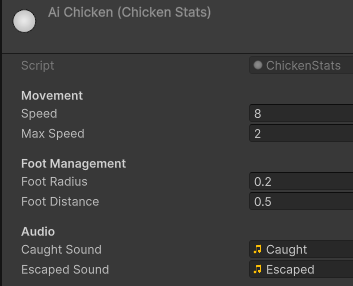 Ai Chicken (Chicken Stats)
Script ChickenStats
Movement
Speed 8
Max Speed 2
Foot Management
Foot Radius 0.2
Foot Distance 0.5
Audio
Caught Sound Caught
Escaped Sound Escaped